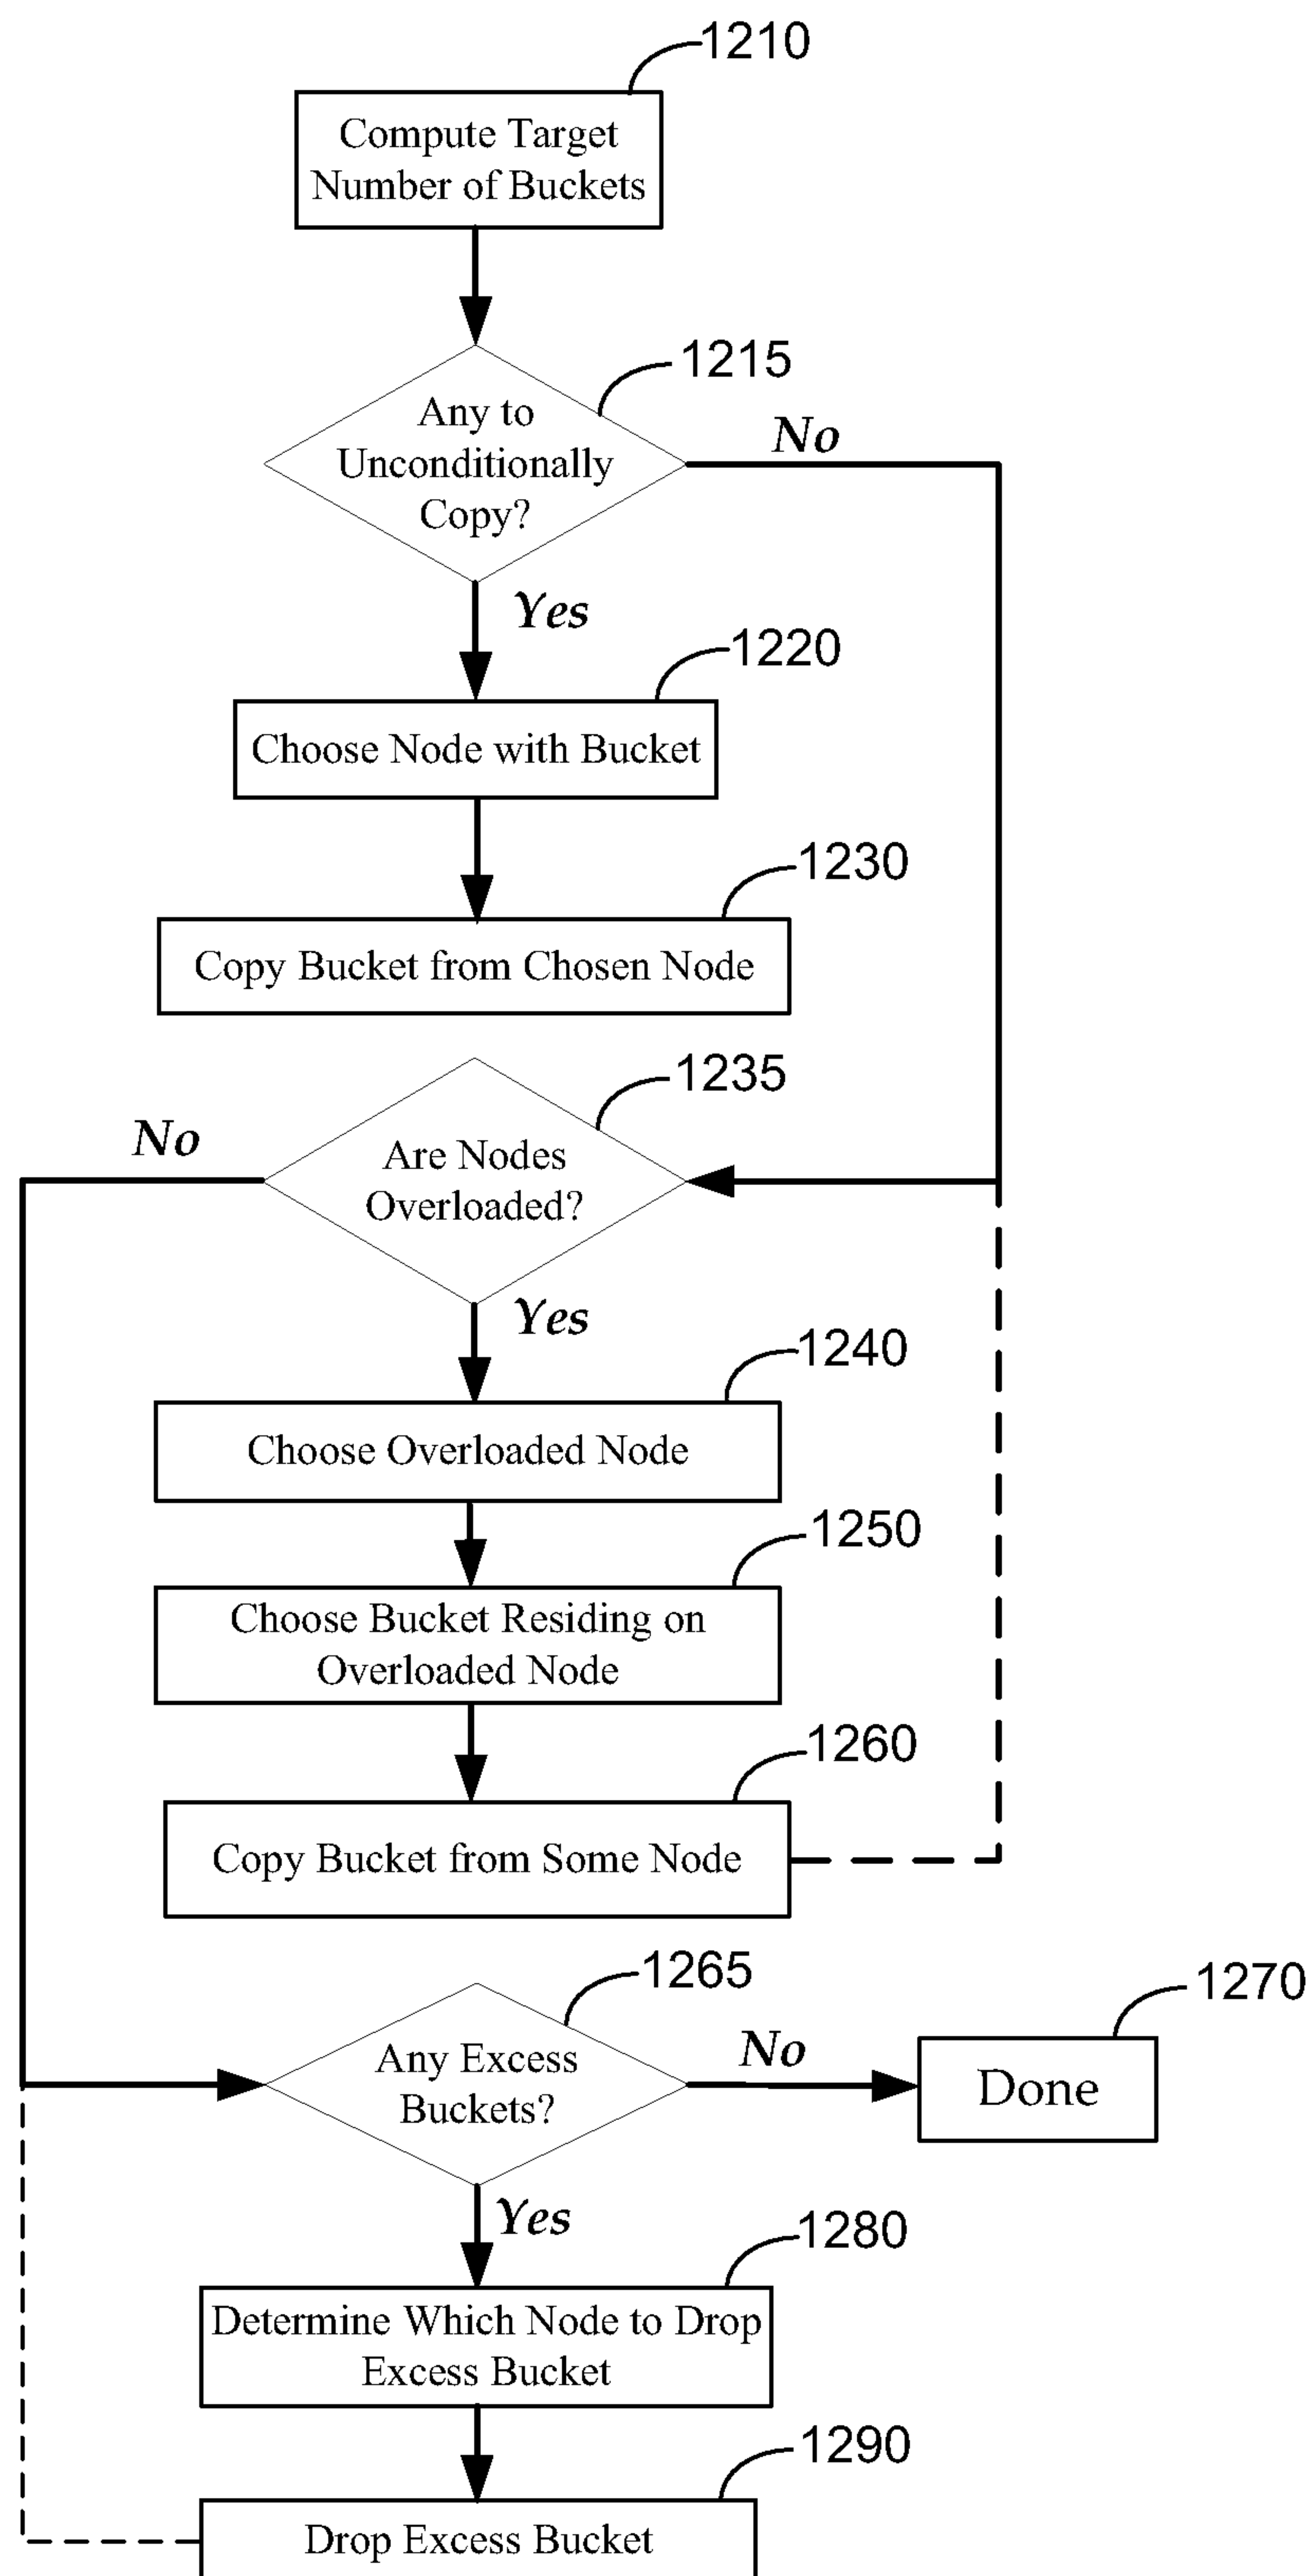 1210
Compute Target
Number of Buckets
1215
Any to
Unconditionally
Copy?
No
Yes
1220
Choose Node with Bucket
1230
Copy Bucket from Chosen Node
1235
No
Are Nodes
Overloaded?
Yes
1240
Choose Overloaded Node
1250
Choose Bucket Residing on
Overloaded Node
1260
Copy Bucket from Some Node
1265
1270
Any Excess
Buckets?
No
Done
Yes
1280
Determine Which Node to Drop
Excess Bucket
1290
Drop Excess Bucket